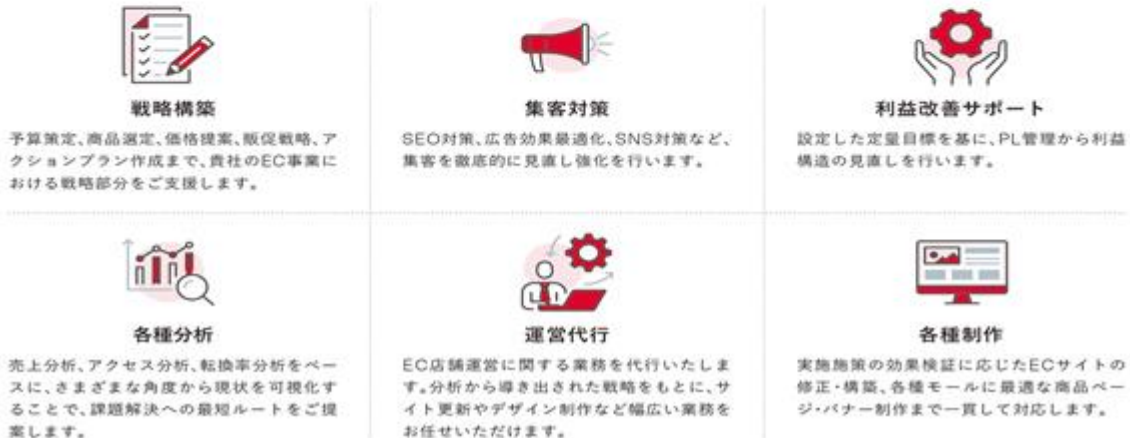 戦略構築
予算策定、商品選定、価格提案、販促戦略、ア
クションプラン作成まで、貴社のEC事業に
おける戦略部分をご支援します。
集客対策
SEO対策、広告効果最適化、SNS対策など、
集客を徹底的に見直し強化を行います。
利益改善サポート
設定した定量目標を基に、PL管理から利益
構造の見直しを行います。
各種分析
売上分析、アクセス分析、転換率分析をベー
スに、さまざまな角度から現状を可視化す
ることで、課題解決への最短ルートをご提
案します。
運営代行
EC店舗運営に関する業務を代行いたしま
す。分析から導き出された戦略をもとに、サ
イト更新やデザイン制作など幅広い業務を
お任せいただけます。
各種制作
実施施策の効果検証に応じたECサイトの
修正・構築、各種モールに最適な商品ペー
ジ・バナー制作まで一貫して対応します。